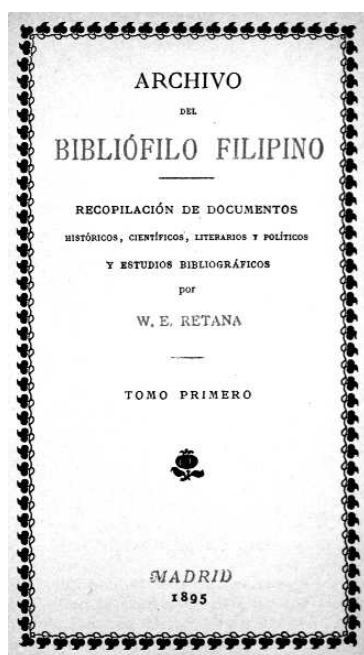 ARCHIVO
DEL
BIBLIÓFILO FILIPINO
RECOPILACIÓN DE DOCUMENTOS
HISTÓRICOS, CIENTÍFICOS, LITERARIOS Y POLÍTICOS
Y ESTUDIOS BIBLIOGRÁFICOS
por
W. E. RETANA
TOMO PRIMERO
MADRID
1895